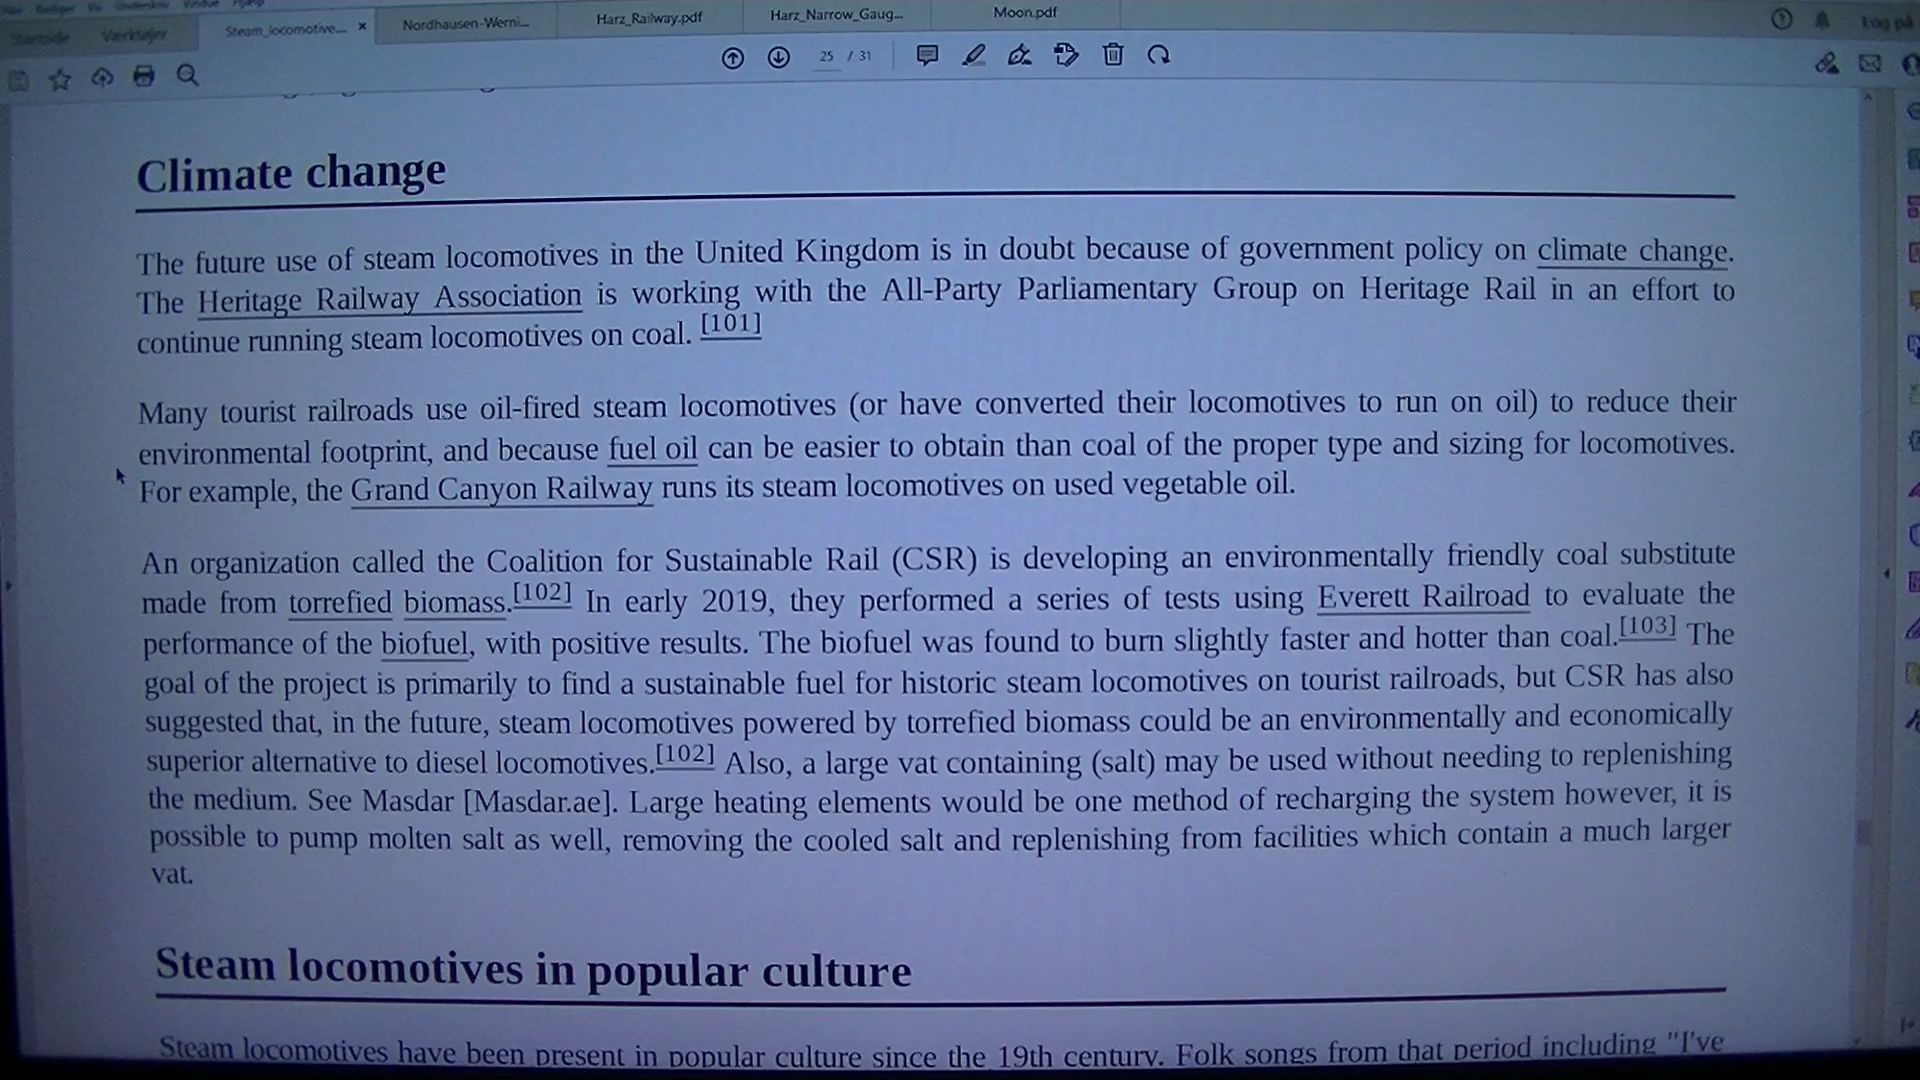 Filer Rediger Vis Underskriv Vindue Hjælp
Startside Værktøjer Steam_locomotive... × Nordhausen-Werni... Harz_Railway.pdf Harz_Narrow_Gaug... Moon.pdf Log på
25 / 31
Climate change
The future use of steam locomotives in the United Kingdom is in doubt because of government policy on climate change.
The Heritage Railway Association is working with the All-Party Parliamentary Group on Heritage Rail in an effort to
continue running steam locomotives on coal. [101]
Many tourist railroads use oil-fired steam locomotives (or have converted their locomotives to run on oil) to reduce their
environmental footprint, and because fuel oil can be easier to obtain than coal of the proper type and sizing for locomotives.
For example, the Grand Canyon Railway runs its steam locomotives on used vegetable oil.
An organization called the Coalition for Sustainable Rail (CSR) is developing an environmentally friendly coal substitute
made from torrefied biomass.[102] In early 2019, they performed a series of tests using Everett Railroad to evaluate the
performance of the biofuel, with positive results. The biofuel was found to burn slightly faster and hotter than coal.[103] The
goal of the project is primarily to find a sustainable fuel for historic steam locomotives on tourist railroads, but CSR has also
suggested that, in the future, steam locomotives powered by torrefied biomass could be an environmentally and economically
superior alternative to diesel locomotives.[102] Also, a large vat containing (salt) may be used without needing to replenishing
the medium. See Masdar [Masdar.ae]. Large heating elements would be one method of recharging the system however, it is
possible to pump molten salt as well, removing the cooled salt and replenishing from facilities which contain a much larger
vat.
Steam locomotives in popular culture
Steam locomotives have been present in popular culture since the 19th century. Folk songs from that period including "I've